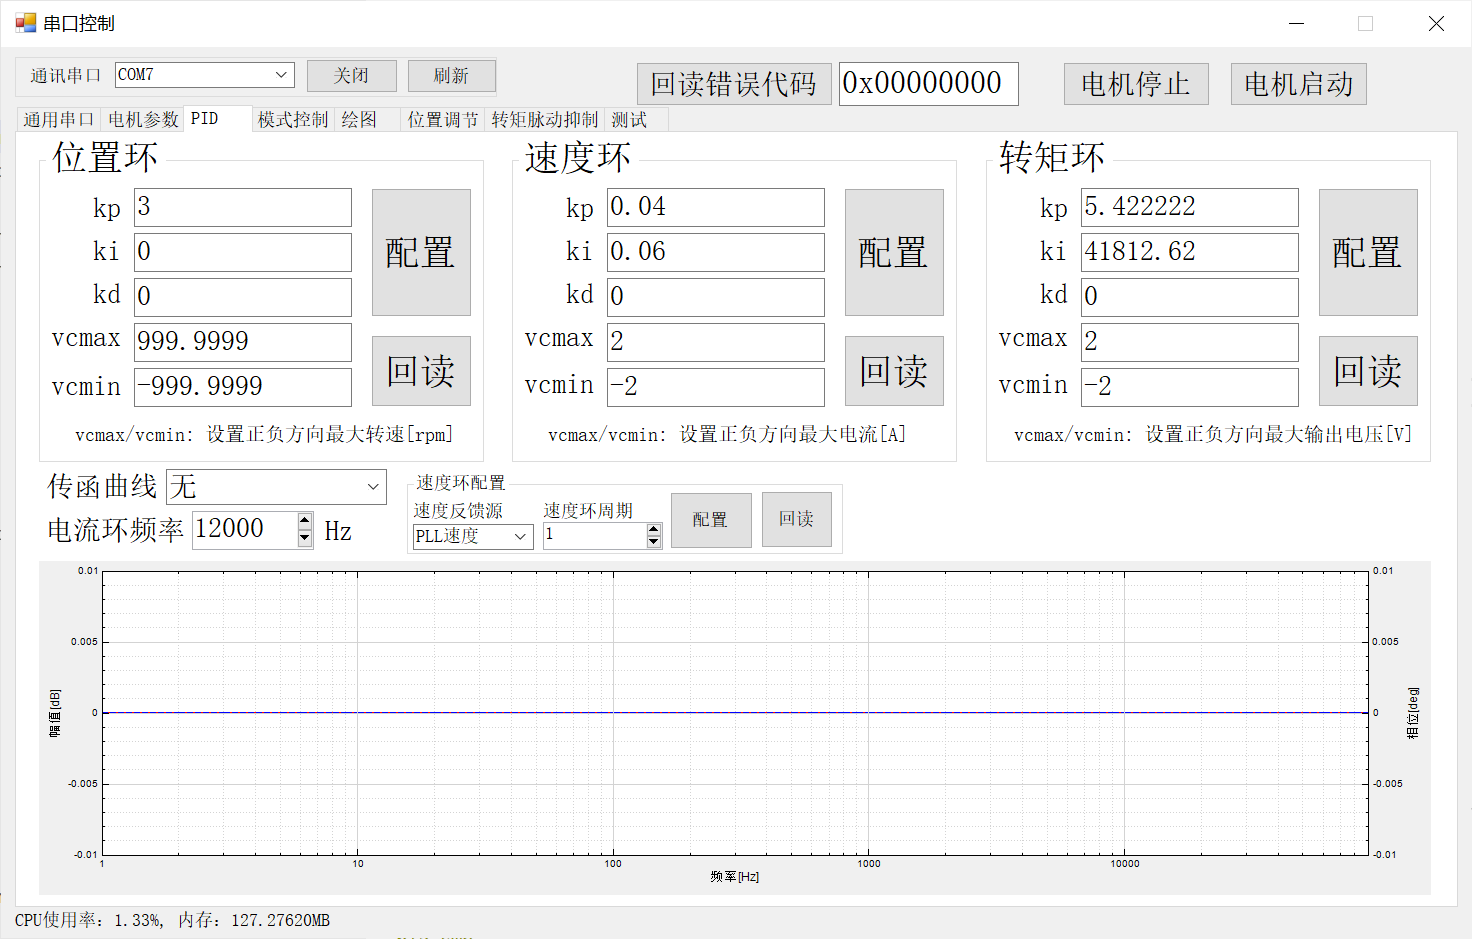 串口控制
通讯串口 COM7 关闭 刷新 回读错误代码 0x00000000 电机停止 电机启动
通用串口 电机参数 PID 模式控制 绘图 位置调节 转矩脉动抑制 测试
位置环 速度环 转矩环
kp 3 kp 0.04 kp 5.422222
ki 0 配置 ki 0.06 配置 ki 41812.62 配置
kd 0 kd 0 kd 0
vcmax 999.9999 vcmax 2 vcmax 2
vcmin -999.9999 回读 vcmin -2 回读 vcmin -2 回读
vcmax/vcmin: 设置正负方向最大转速[rpm] vcmax/vcmin: 设置正负方向最大电流[A] vcmax/vcmin: 设置正负方向最大输出电压[V]
传函曲线 无 速度环配置
速度反馈源 速度环周期 配置 回读
电流环频率 12000 Hz PLL速度 1
0.01 0.01
0.005 0.005
幅值[dB] 0 0 相位[deg]
-0.005 -0.005
-0.01 -0.01
1 10 100 1000 10000
频率[Hz]
CPU使用率: 1.33%, 内存: 127.27620MB